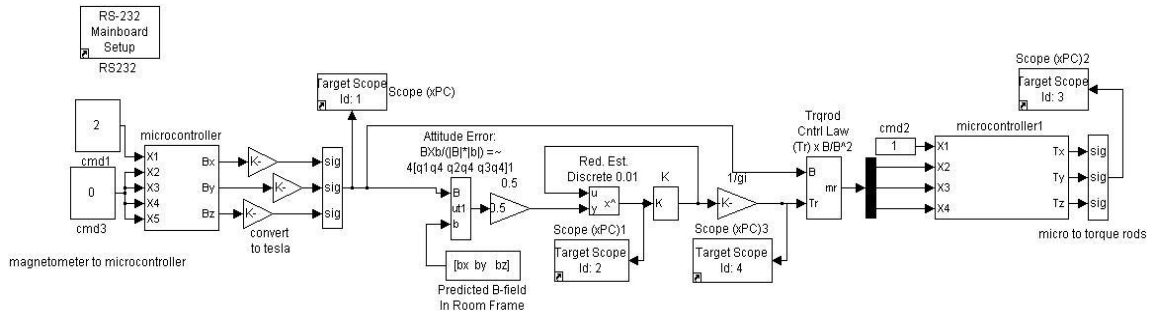 RS-232
Mainboard
Setup
RS232
2
cmd1
0
cmd3
microcontroller
X1
X2
X3
X4
X5
Bx
By
Bz
K-
K-
K-
convert
to tesla
magnetometer to microcontroller
sig
sig
sig
Target Scope
Id: 1
Scope (xPC)
Attitude Error:
BXb/(|B|*|b|) =~
4[q1q4 q2q4 q3q4]1
B
ut1
b
0.5
0.5
[bx by bz]
Predicted B-field
In Room Frame
Red. Est.
Discrete 0.01
u
y
x^
Scope (xPC)1
Target Scope
Id: 2
K
K
1/gi
K-
Scope (xPC)3
Target Scope
Id: 4
Trqrod
Cntrl Law
(Tr) x B/B^2
B
Tr
mr
cmd2
1
microcontroller1
X1
X2
X3
X4
Tx
Ty
Tz
sig
sig
sig
micro to torque rods
Scope (xPC)2
Target Scope
Id: 3